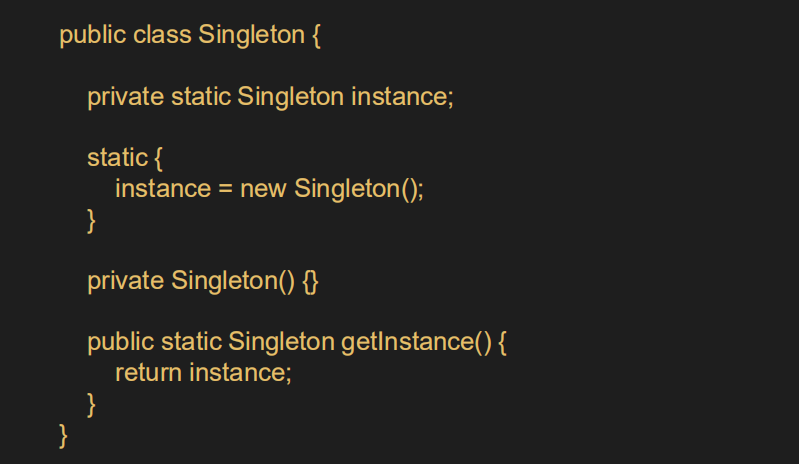 public class Singleton {
private static Singleton instance;
static {
instance = new Singleton();
}
private Singleton() {}
public static Singleton getInstance() {
return instance;
}
}